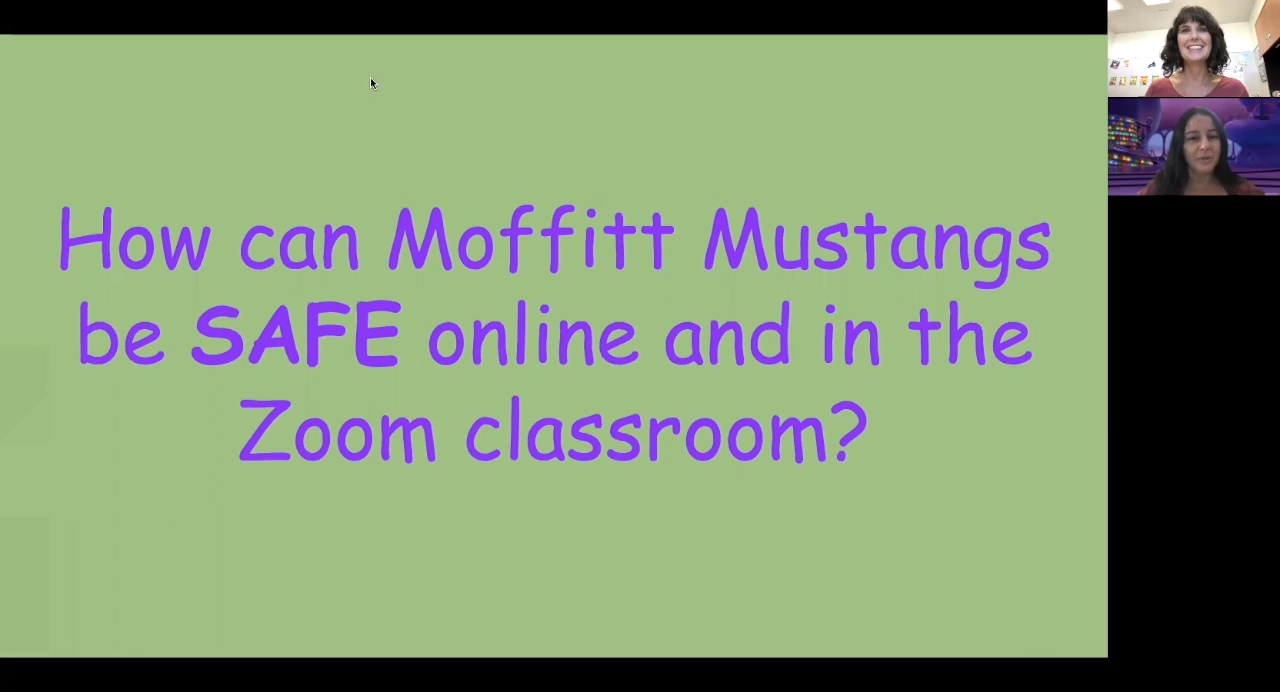 How can Moffitt Mustangs
be SAFE online and in the
Zoom classroom?